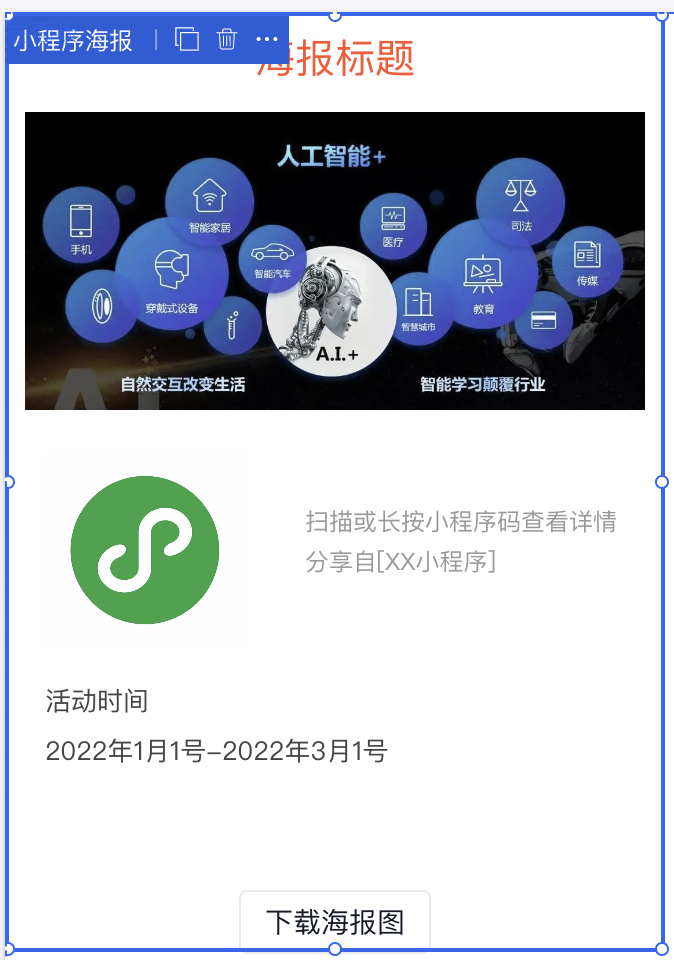 小程序海报
海报标题
人工智能+
手机
智能家居
穿戴式设备
智能汽车
医疗
司法
传媒
教育
智慧城市
A.I.+
自然交互改变生活
智能学习颠覆行业
A.I
扫描或长按小程序码查看详情
分享自[XX小程序]
活动时间
2022年1月1号-2022年3月1号
下载海报图